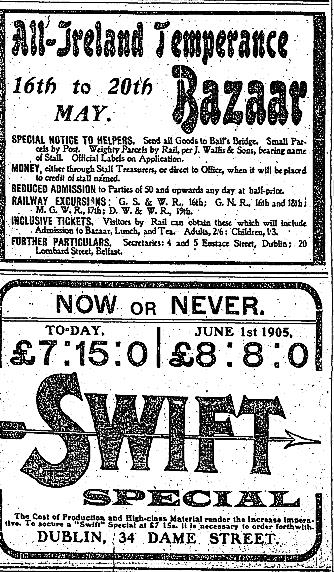 All-Ireland Temperance
16th to 20th
MAY.
Bazaar
SPECIAL NOTICE TO HELPERS. Send all Goods to Ball's Bridge. Small Par-
cels by Post. Weighty Parcels by Rail, per J. Wallis & Sons, bearing name
of Stall. Official Labels on Application.
MONEY, either through Stall Treasurers, or direct to Office, when it will be placed
to credit of stall named.
REDUCED ADMISSION to Parties of 50 and upwards any day at half-price.
RAILWAY EXCURSIONS: G. S. & W. R., 16th; G. N. R., 16th and 18th;
M. G. W. R., 17th; D. W. & W. R., 19th.
INCLUSIVE TICKETS. Visitors by Rail can obtain these which will include
Admission to Bazaar, Lunch, and Tea. Adults, 2/6; Children, 1/3.
FURTHER PARTICULARS. Secretaries: 4 and 5 Eustace Street, Dublin; 20
Lombard Street, Belfast.
NOW OR NEVER.
TO-DAY,
£7:15:0
JUNE 1st 1905,
£8:8:0
SWIFT
SPECIAL
The Cost of Production and High-class Material render the increase impera-
tive. To secure a "Swift" Special at £7 15s. it is necessary to order forthwith.
DUBLIN, 34 DAME STREET.